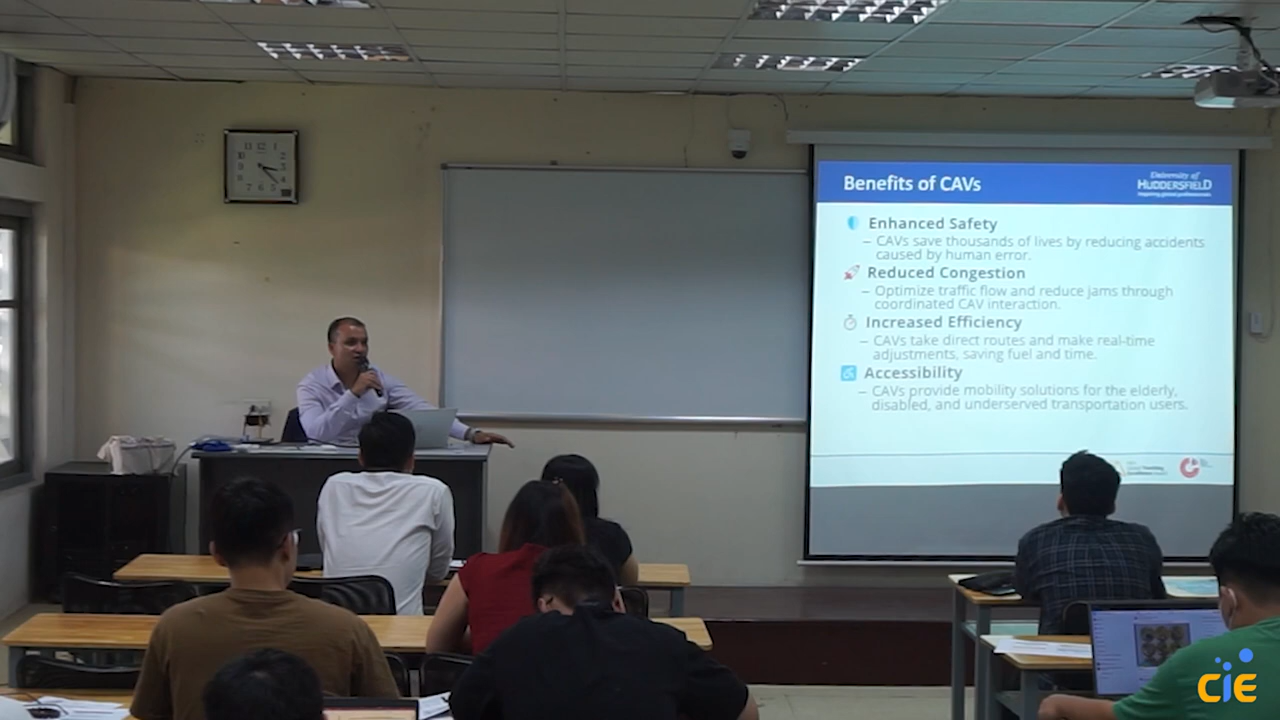 Benefits of CAVs
University of
HUDDERSFIELD
Inspiring global professionals
Enhanced Safety
– CAVs save thousands of lives by reducing accidents
caused by human error.
Reduced Congestion
– Optimize traffic flow and reduce jams through
coordinated CAV interaction.
Increased Efficiency
– CAVs take direct routes and make real-time
adjustments, saving fuel and time.
Accessibility
– CAVs provide mobility solutions for the elderly,
disabled, and underserved transportation users.
CiE